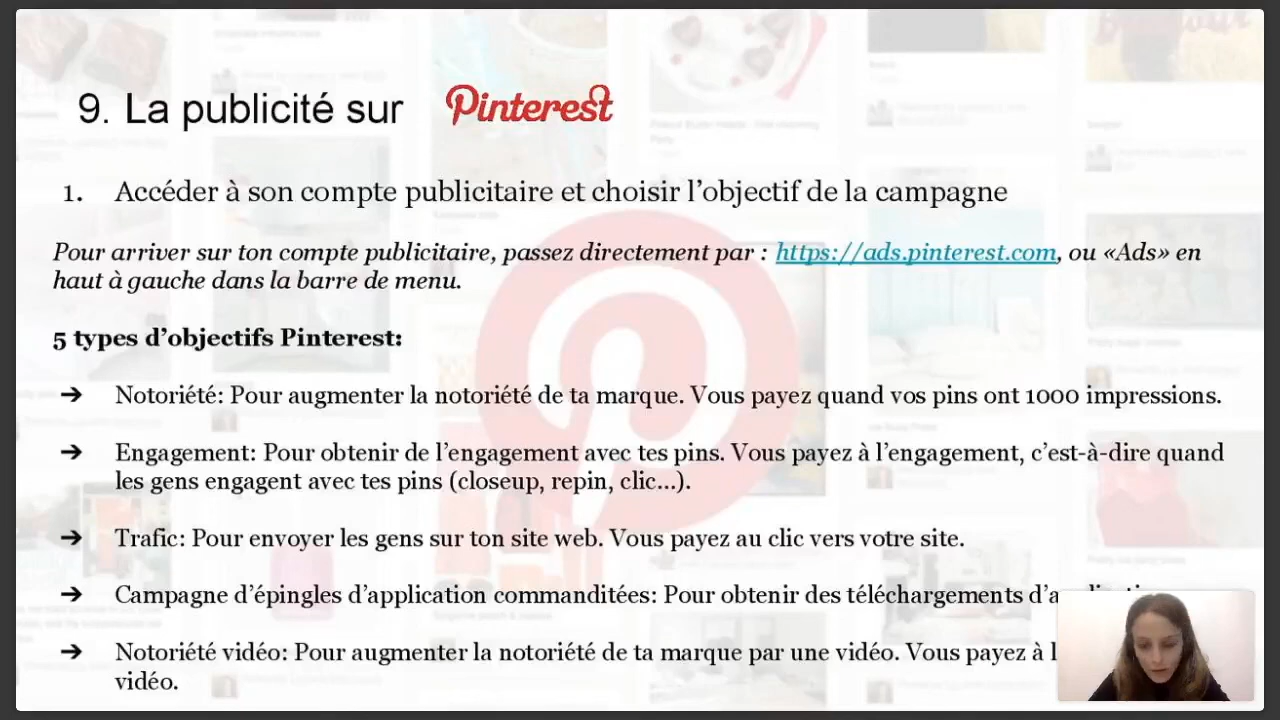 9. La publicité sur Pinterest
1. Accéder à son compte publicitaire et choisir l’objectif de la campagne
Pour arriver sur ton compte publicitaire, passez directement par : https://ads.pinterest.com, ou «Ads» en
haut à gauche dans la barre de menu.
5 types d’objectifs Pinterest:
➔ Notoriété: Pour augmenter la notoriété de ta marque. Vous payez quand vos pins ont 1000 impressions.
➔ Engagement: Pour obtenir de l’engagement avec tes pins. Vous payez à l’engagement, c’est-à-dire quand
les gens engagent avec tes pins (closeup, repin, clic...).
➔ Trafic: Pour envoyer les gens sur ton site web. Vous payez au clic vers votre site.
➔ Campagne d’épingles d’application commanditées: Pour obtenir des téléchargements
➔ Notoriété vidéo: Pour augmenter la notoriété de ta marque par une vidéo. Vous payez à
vidéo.